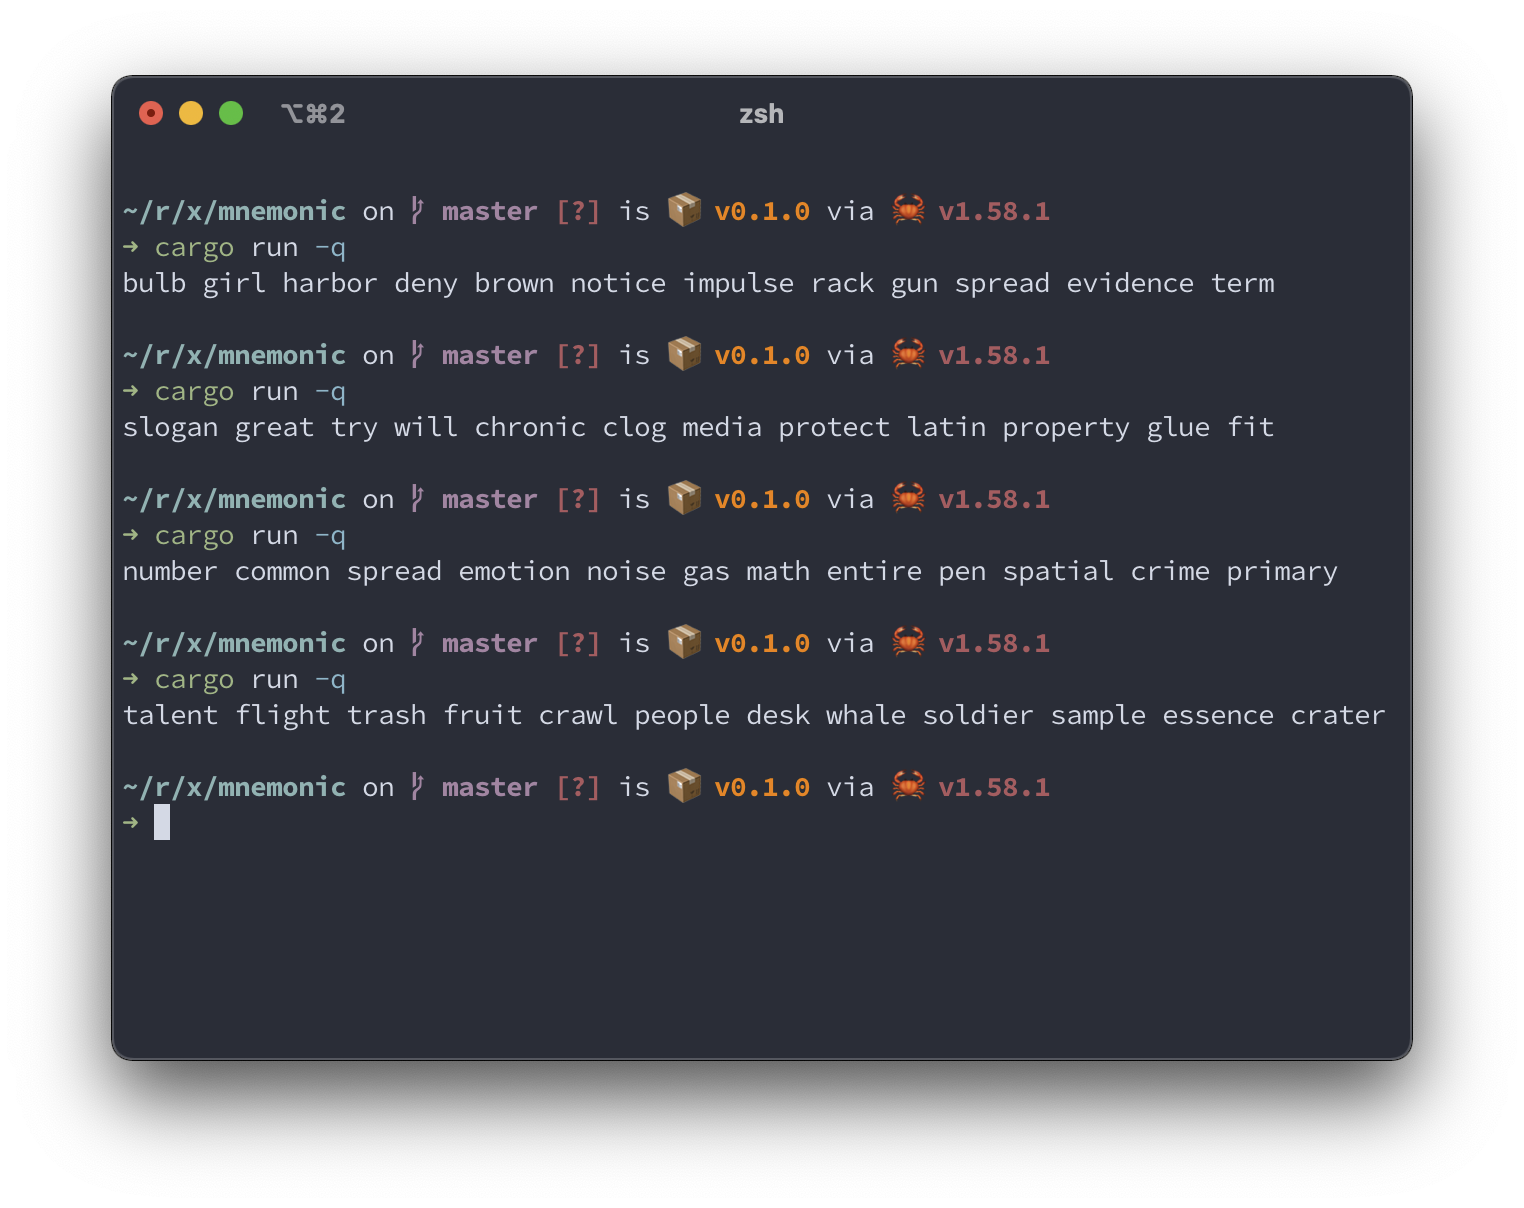 ⌥⌘2 zsh
~/r/x/mnemonic on master [?] is 📦 v0.1.0 via 🦀 v1.58.1
➜ cargo run -q
bulb girl harbor deny brown notice impulse rack gun spread evidence term
~/r/x/mnemonic on master [?] is 📦 v0.1.0 via 🦀 v1.58.1
➜ cargo run -q
slogan great try will chronic clog media protect latin property glue fit
~/r/x/mnemonic on master [?] is 📦 v0.1.0 via 🦀 v1.58.1
➜ cargo run -q
number common spread emotion noise gas math entire pen spatial crime primary
~/r/x/mnemonic on master [?] is 📦 v0.1.0 via 🦀 v1.58.1
➜ cargo run -q
talent flight trash fruit crawl people desk whale soldier sample essence crater
~/r/x/mnemonic on master [?] is 📦 v0.1.0 via 🦀 v1.58.1
➜